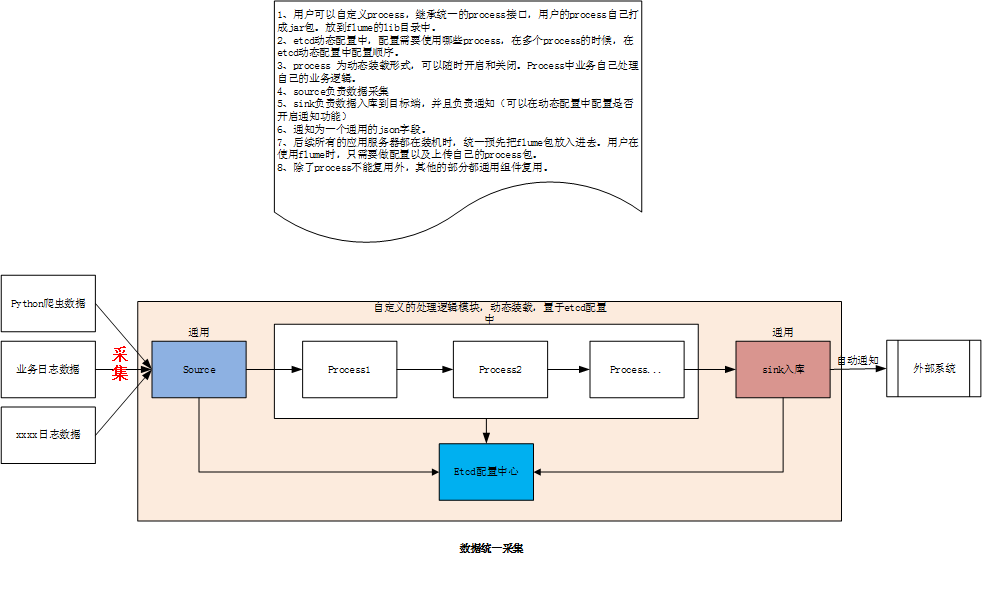 1、用户可以自定义process，继承统一的process接口，用户的process自己打
成jar包。放到flume的lib目录中。
2、etcd动态配置中，配置需要使用哪些process，在多个process的时候，在
etcd动态配置中配置顺序。
3、process 为动态装载形式，可以随时开启和关闭。Process中业务自己处理
自己的业务逻辑。
4、source负责数据采集
5、sink负责数据入库到目标端，并且负责通知（可以在动态配置中配置是否
开启通知功能）
6、通知为一个通用的json字段。
7、后续所有的应用服务器都在装机时，统一预先把flume包放入进去。用户在
使用flume时，只需要做配置以及上传自己的process包。
8、除了process不能复用外，其他的部分都通用组件复用。
Python爬虫数据
业务日志数据
xxxx日志数据
采
集
通用
Source
自定义的处理逻辑模块，动态装载，置于etcd配置
中
Process1
Process2
Process...
通用
sink入库
自动通知
外部系统
Etcd配置中心
数据统一采集